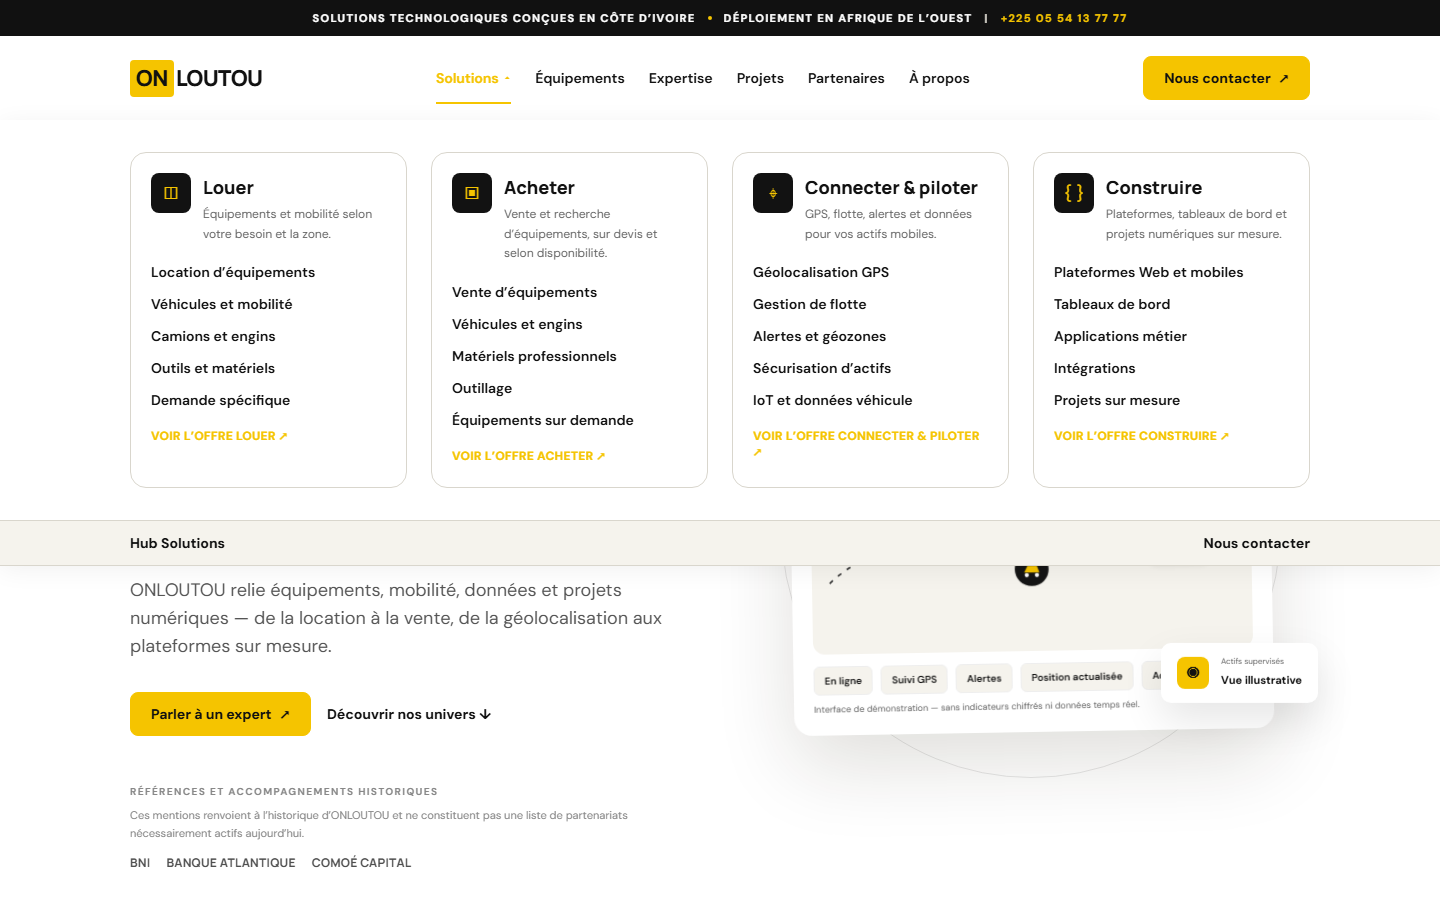 SOLUTIONS TECHNOLOGIQUES CONÇUES EN CÔTE D’IVOIRE • DÉPLOIEMENT EN AFRIQUE DE L’OUEST | +225 05 54 13 77 77
ON LOUTOU
Solutions
Équipements
Expertise
Projets
Partenaires
À propos
Nous contacter ↗
Louer
Équipements et mobilité selon
votre besoin et la zone.
Location d’équipements
Véhicules et mobilité
Camions et engins
Outils et matériels
Demande spécifique
VOIR L’OFFRE LOUER ↗
Acheter
Vente et recherche
d’équipements, sur devis et
selon disponibilité.
Vente d’équipements
Véhicules et engins
Matériels professionnels
Outillage
Équipements sur demande
VOIR L’OFFRE ACHETER ↗
Connecter & piloter
GPS, flotte, alertes et données
pour vos actifs mobiles.
Géolocalisation GPS
Gestion de flotte
Alertes et géozones
Sécurisation d’actifs
IoT et données véhicule
VOIR L’OFFRE CONNECTER & PILOTER
↗
{ }
Construire
Plateformes, tableaux de bord et
projets numériques sur mesure.
Plateformes Web et mobiles
Tableaux de bord
Applications métier
Intégrations
Projets sur mesure
VOIR L’OFFRE CONSTRUIRE ↗
Hub Solutions
Nous contacter
ONLOUTOU relie équipements, mobilité, données et projets
numériques — de la location à la vente, de la géolocalisation aux
plateformes sur mesure.
Parler à un expert ↗
Découvrir nos univers ↓
RÉFÉRENCES ET ACCOMPAGNEMENTS HISTORIQUES
Ces mentions renvoient à l’historique d’ONLOUTOU et ne constituent pas une liste de partenariats
nécessairement actifs aujourd’hui.
BNI BANQUE ATLANTIQUE COMOÉ CAPITAL
En ligne
Suivi GPS
Alertes
Position actualisée
Interface de démonstration — sans indicateurs chiffrés ni données temps réel.
Actifs supervisés
Vue illustrative